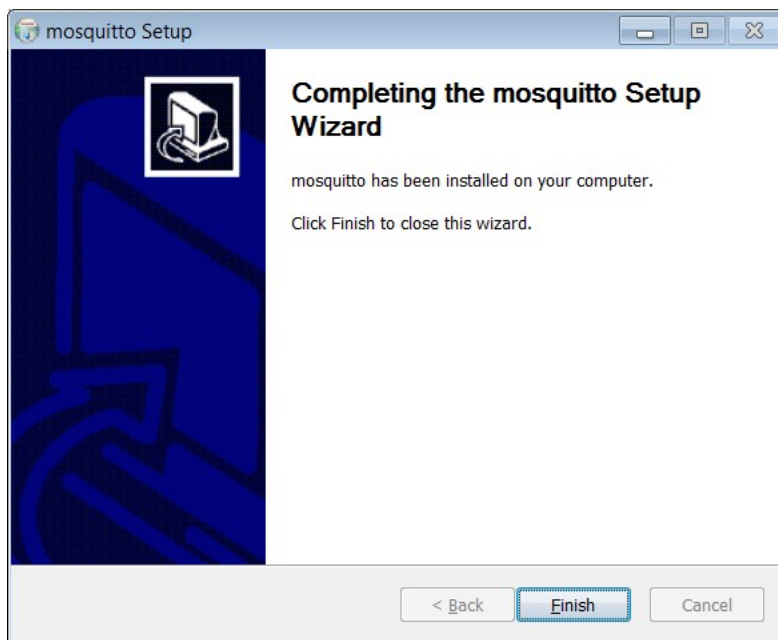 mosquitto Setup
Completing the mosquitto Setup
Wizard
mosquitto has been installed on your computer.
Click Finish to close this wizard.
< Back
Finish
Cancel